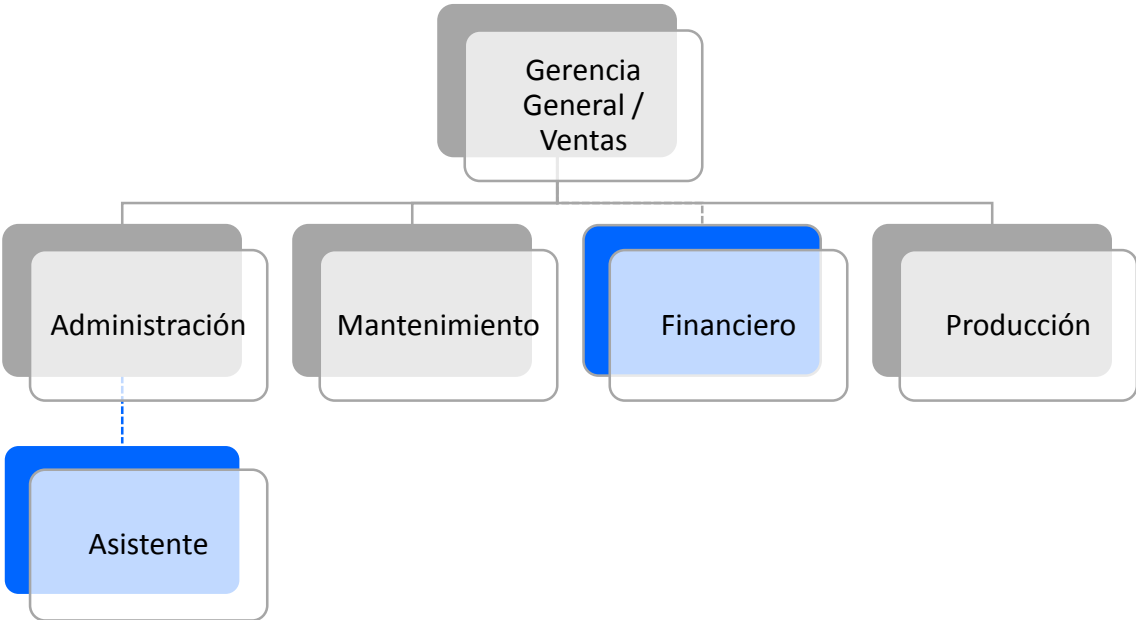 Gerencia
General /
Ventas
Administración
Mantenimiento
Financiero
Producción
Asistente